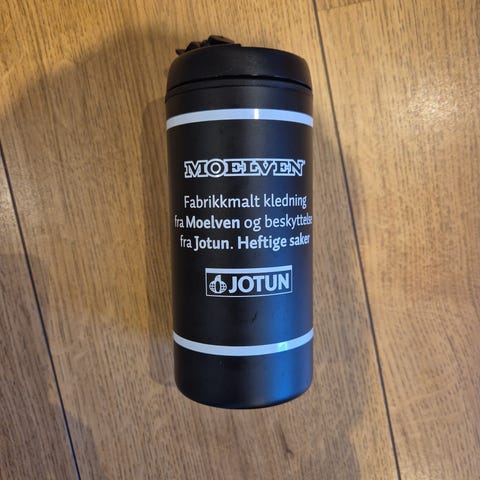 MOELVEN
Fabrikkmalt kledning
fra Moelven og beskyttelse
fra Jotun. Heftige saker
JOTUN